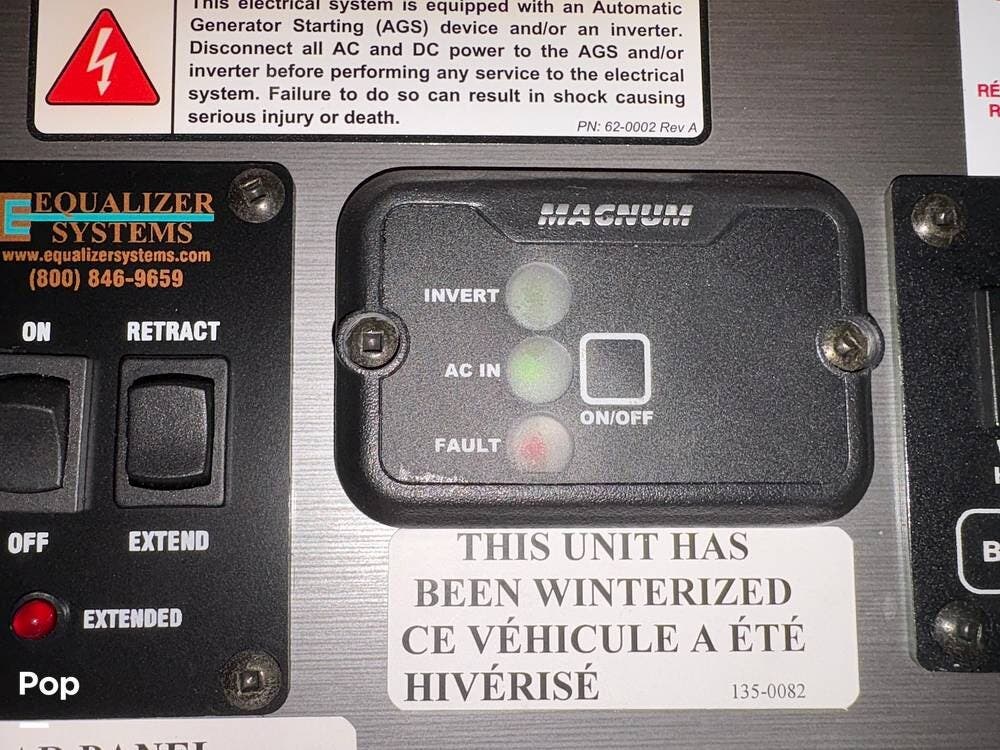 This electrical system is equipped with an Automatic
Generator Starting (AGS) device and/or an inverter.
Disconnect all AC and DC power to the AGS and/or
inverter before performing any service to the electrical
system. Failure to do so can result in shock causing
serious injury or death.
PN: 62-0002 Rev A
EQUALIZER
SYSTEMS
www.equalizersystems.com
(800) 846-9659
ON
RETRACT
OFF
EXTEND
EXTENDED
MAGNUM
INVERT
AC IN
ON/OFF
FAULT
THIS UNIT HAS
BEEN WINTERIZED
CE VÉHICULE A ÉTÉ
HIVÉRISÉ
135-0082
Pop
PANEL